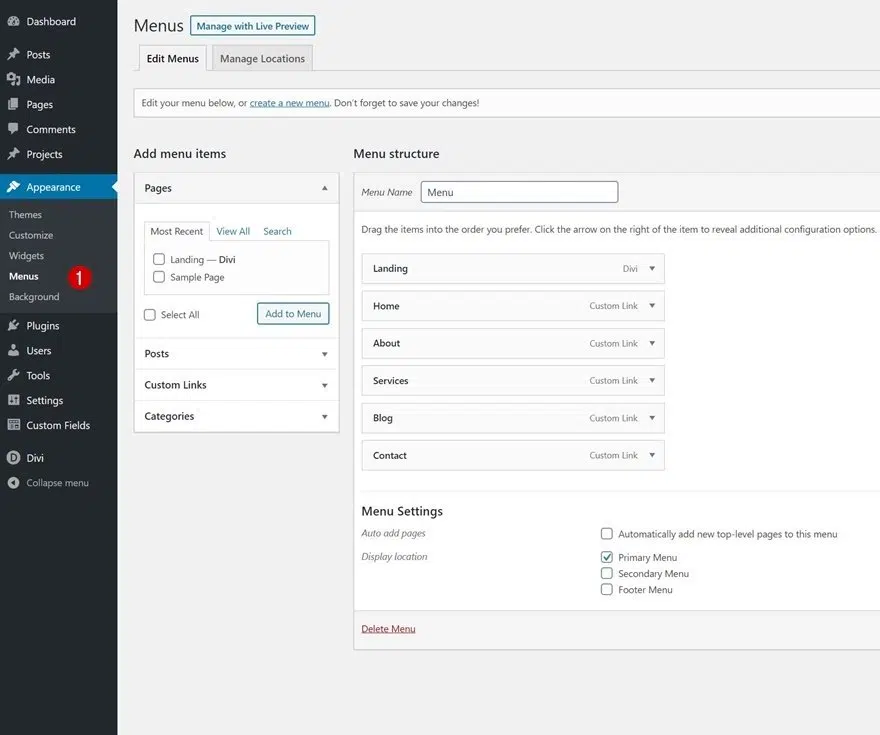 Dashboard
Posts
Media
Pages
Comments
Projects
Appearance
Themes
Customize
Widgets
Menus
1
Background
Plugins
Users
Tools
Settings
Custom Fields
Divi
Collapse menu
Menus Manage with Live Preview
Edit Menus Manage Locations
Edit your menu below, or create a new menu. Don't forget to save your changes!
Add menu items
Pages
Most Recent View All Search
Landing — Divi
Sample Page
Select All Add to Menu
Posts
Custom Links
Categories
Menu structure
Menu Name Menu
Drag the items into the order you prefer. Click the arrow on the right of the item to reveal additional configuration options.
Landing Divi
Home Custom Link
About Custom Link
Services Custom Link
Blog Custom Link
Contact Custom Link
Menu Settings
Auto add pages Automatically add new top-level pages to this menu
Display location Primary Menu
Secondary Menu
Footer Menu
Delete Menu